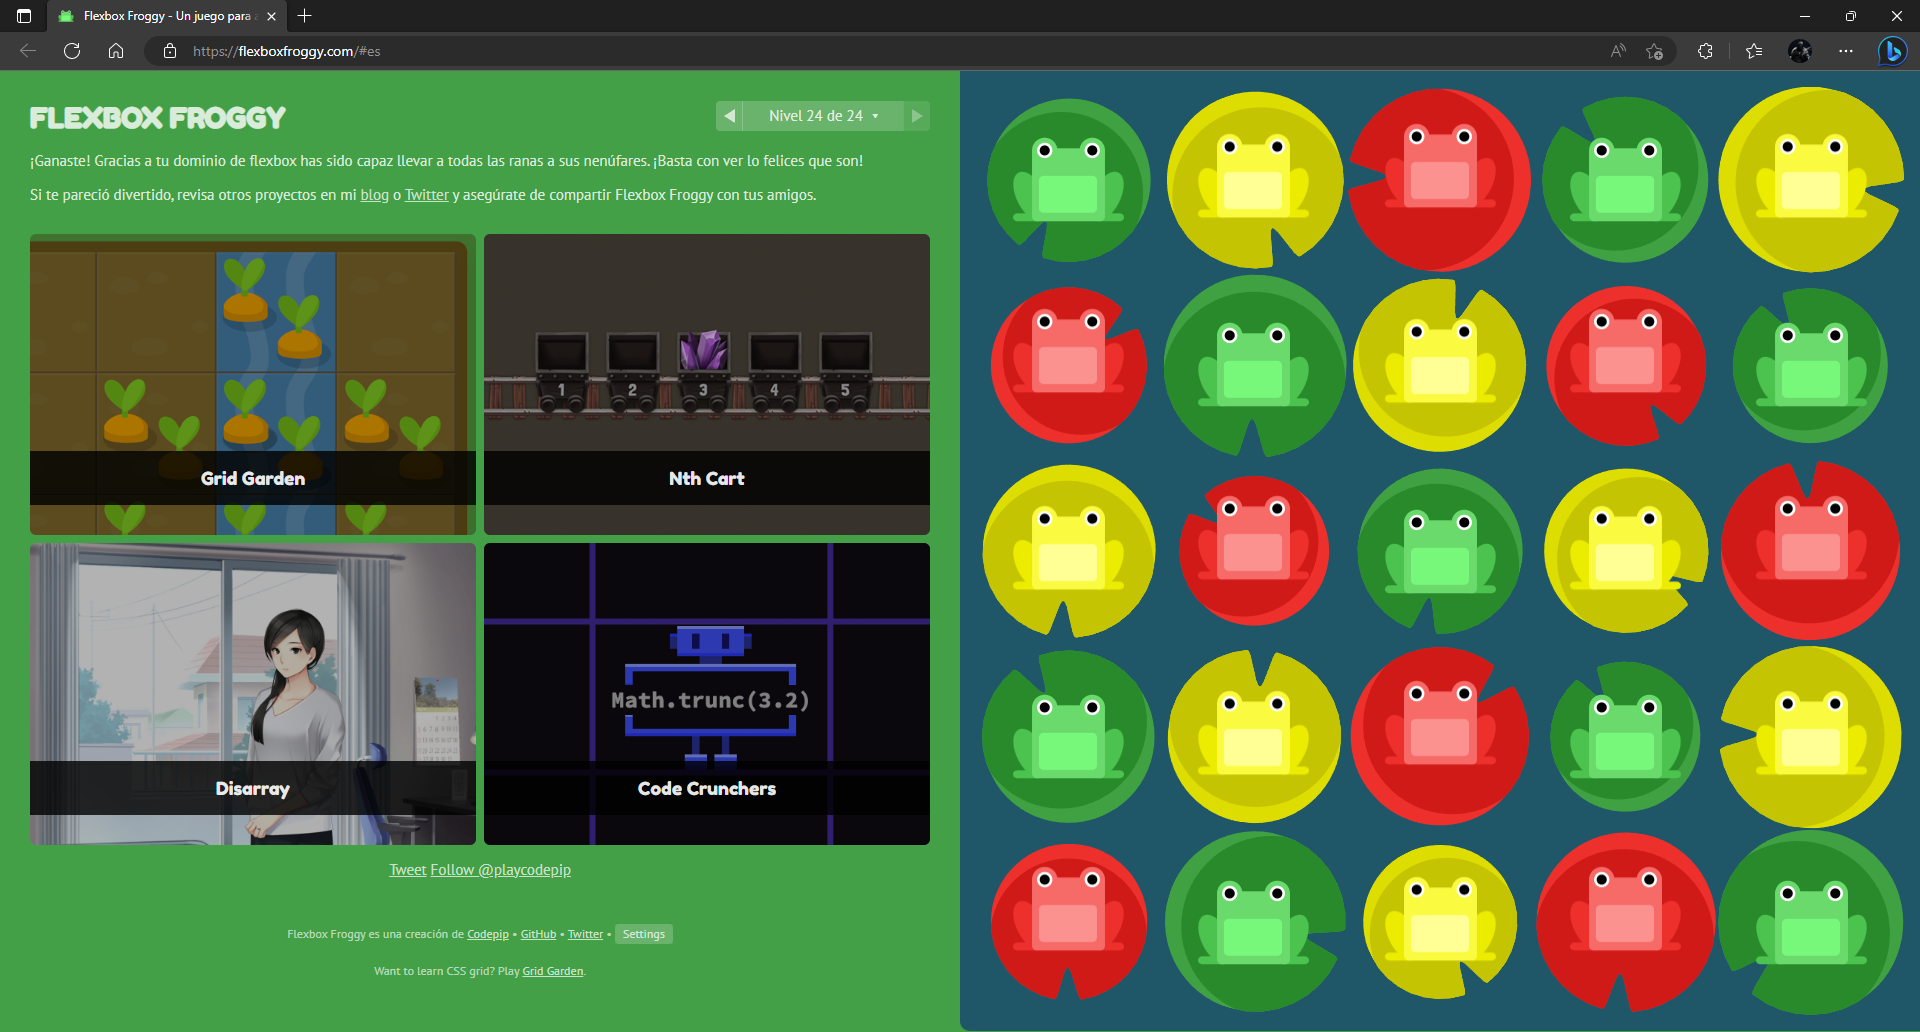 Flexbox Froggy - Un juego para
https://flexboxfroggy.com/#es
FLEXBOX FROGGY
Nivel 24 de 24
¡Ganaste! Gracias a tu dominio de flexbox has sido capaz llevar a todas las ranas a sus nenúfares. ¡Basta con ver lo felices que son!
Si te pareció divertido, revisa otros proyectos en mi blog o Twitter y asegúrate de compartir Flexbox Froggy con tus amigos.
1 2 3 4 5
Grid Garden
Nth Cart
Math.trunc(3.2)
Disarray
Code Crunchers
Tweet Follow @playcodepip
Flexbox Froggy es una creación de Codepip • GitHub • Twitter • Settings
Want to learn CSS grid? Play Grid Garden.